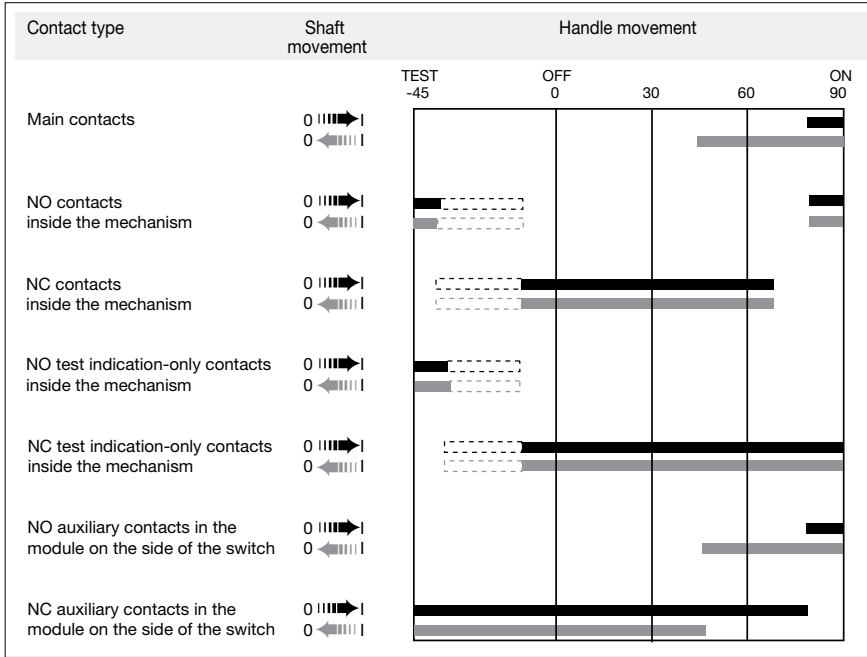 Contact type Shaft movement Handle movement
TEST OFF ON
-45 0 30 60 90
Main contacts 0 I
0 I
NO contacts 0 I
inside the mechanism 0 I
NC contacts 0 I
inside the mechanism 0 I
NO test indication-only contacts 0 I
inside the mechanism 0 I
NC test indication-only contacts 0 I
inside the mechanism 0 I
NO auxiliary contacts in the 0 I
module on the side of the switch 0 I
NC auxiliary contacts in the 0 I
module on the side of the switch 0 I